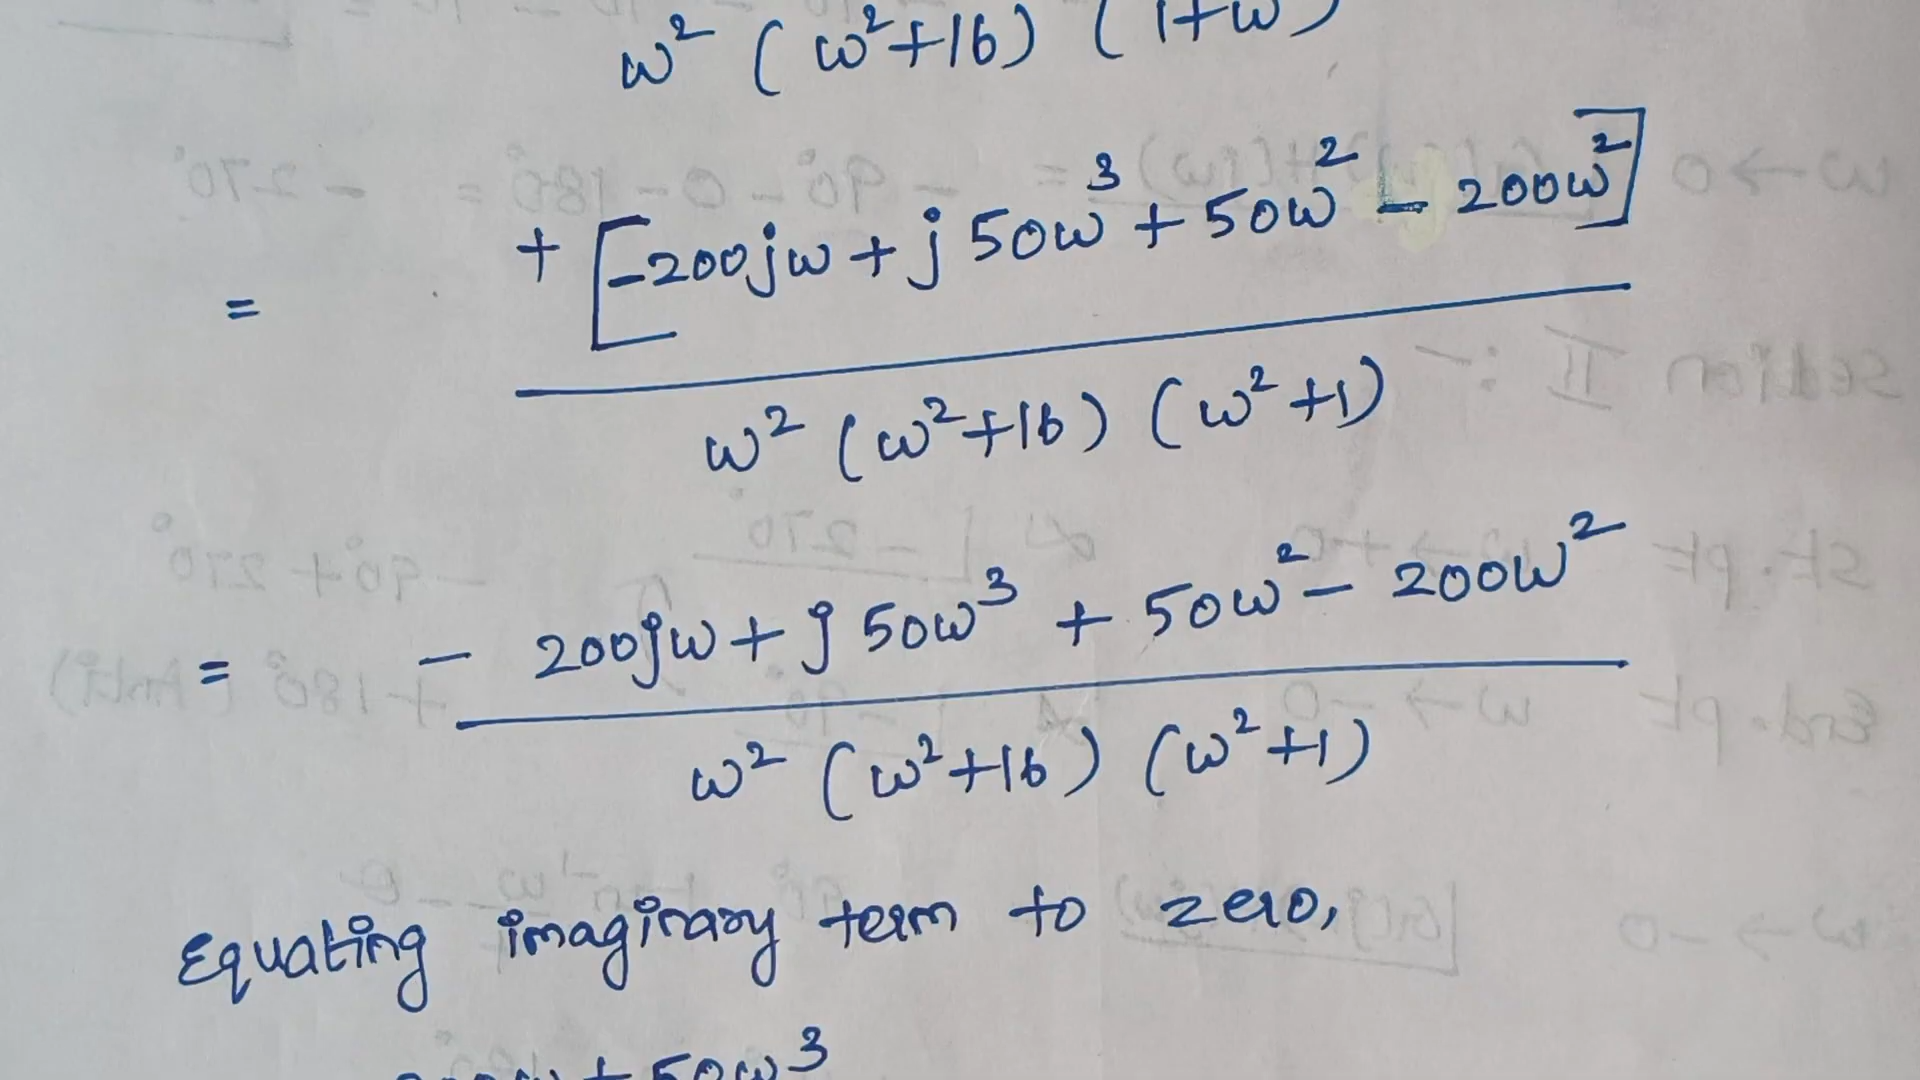 ω² (ω²+16) (1+ω)
= + [-200jω + j 50ω³ + 50ω² - 200ω²]
ω² (ω²+16) (ω²+1)
= - 200jω + j 50ω³ + 50ω² - 200ω²
ω² (ω²+16) (ω²+1)
Equating imaginary term to zero,
+ 50ω³